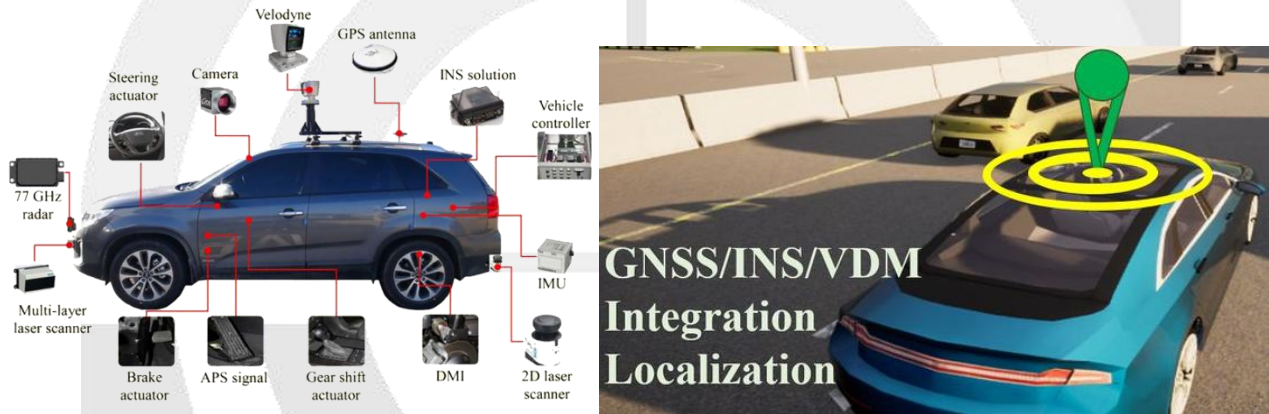 Velodyne
GPS antenna
Steering
actuator
Camera
INS solution
Vehicle
controller
77 GHz
radar
Multi-layer
laser scanner
IMU
Brake
actuator
APS signal
Gear shift
actuator
DMI
2D laser
scanner
GNSS/INS/VDM
Integration
Localization